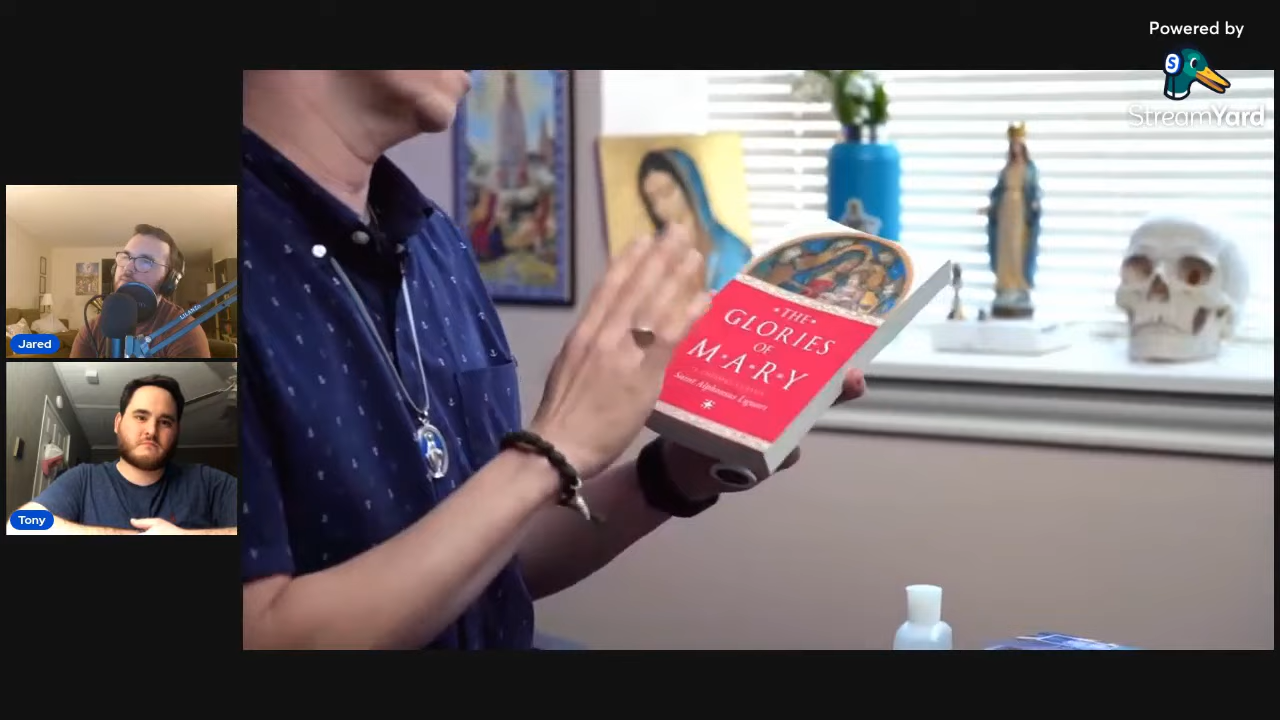 Powered by
S
StreamYard
Jared
Tony
•THE•
GLORIES
OF
M•A•R•Y
Saint Alphonsus Liguori